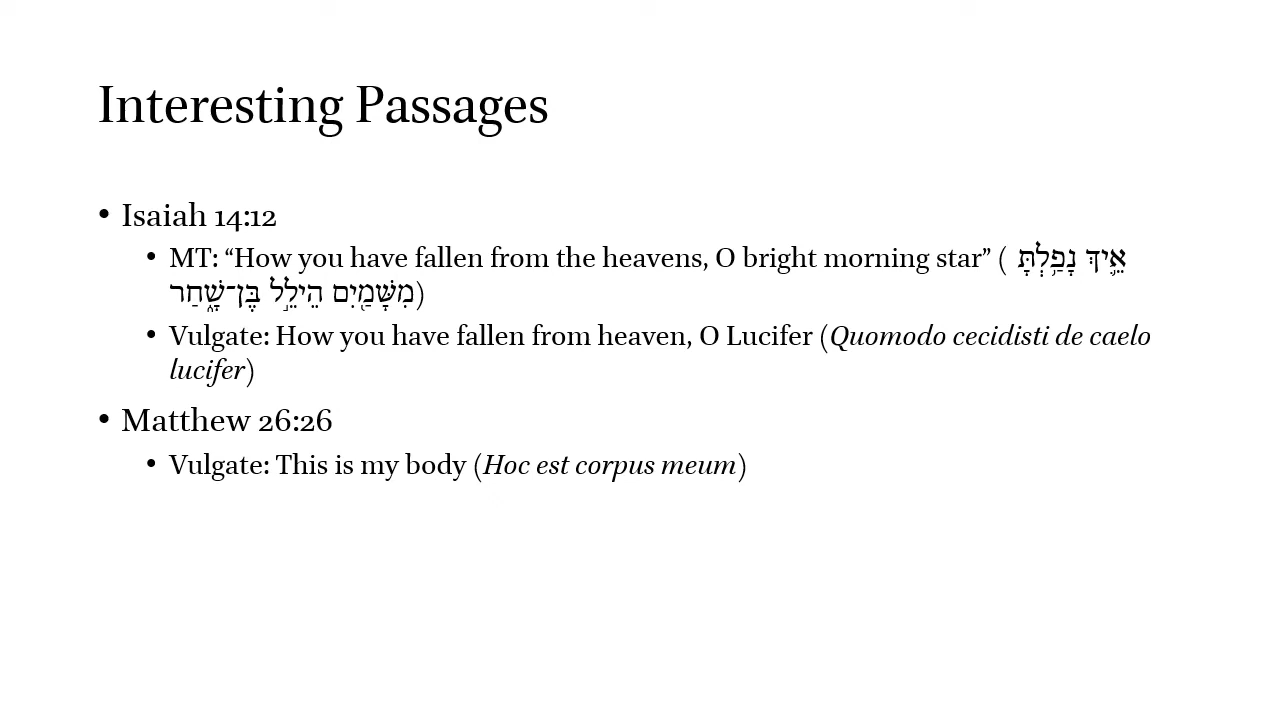 Interesting Passages
• Isaiah 14:12
• MT: “How you have fallen from the heavens, O bright morning star” ( אֵ֛יךְ נָפַ֥לְתָּ
מִשָּׁמַ֖יִם הֵילֵ֣ל בֶּן־שָׁ֑חַר)
• Vulgate: How you have fallen from heaven, O Lucifer (Quomodo cecidisti de caelo
lucifer)
• Matthew 26:26
• Vulgate: This is my body (Hoc est corpus meum)